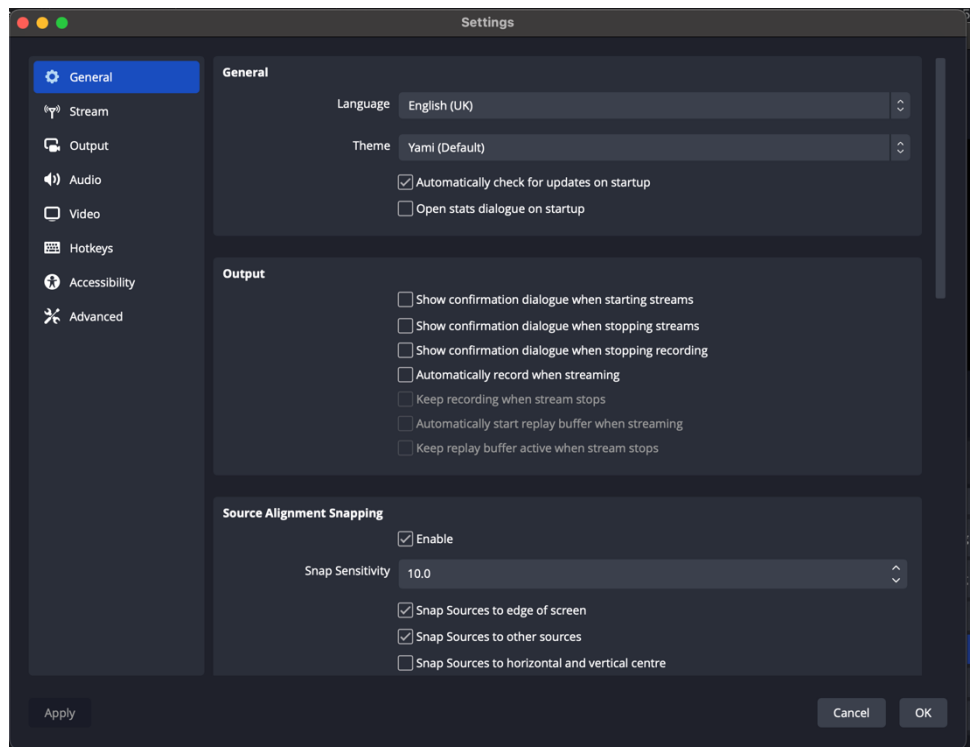 Settings
General
Stream
Output
Audio
Video
Hotkeys
Accessibility
Advanced
General
Language English (UK)
Theme Yami (Default)
Automatically check for updates on startup
Open stats dialogue on startup
Output
Show confirmation dialogue when starting streams
Show confirmation dialogue when stopping streams
Show confirmation dialogue when stopping recording
Automatically record when streaming
Keep recording when stream stops
Automatically start replay buffer when streaming
Keep replay buffer active when stream stops
Source Alignment Snapping
Enable
Snap Sensitivity 10.0
Snap Sources to edge of screen
Snap Sources to other sources
Snap Sources to horizontal and vertical centre
Apply Cancel OK